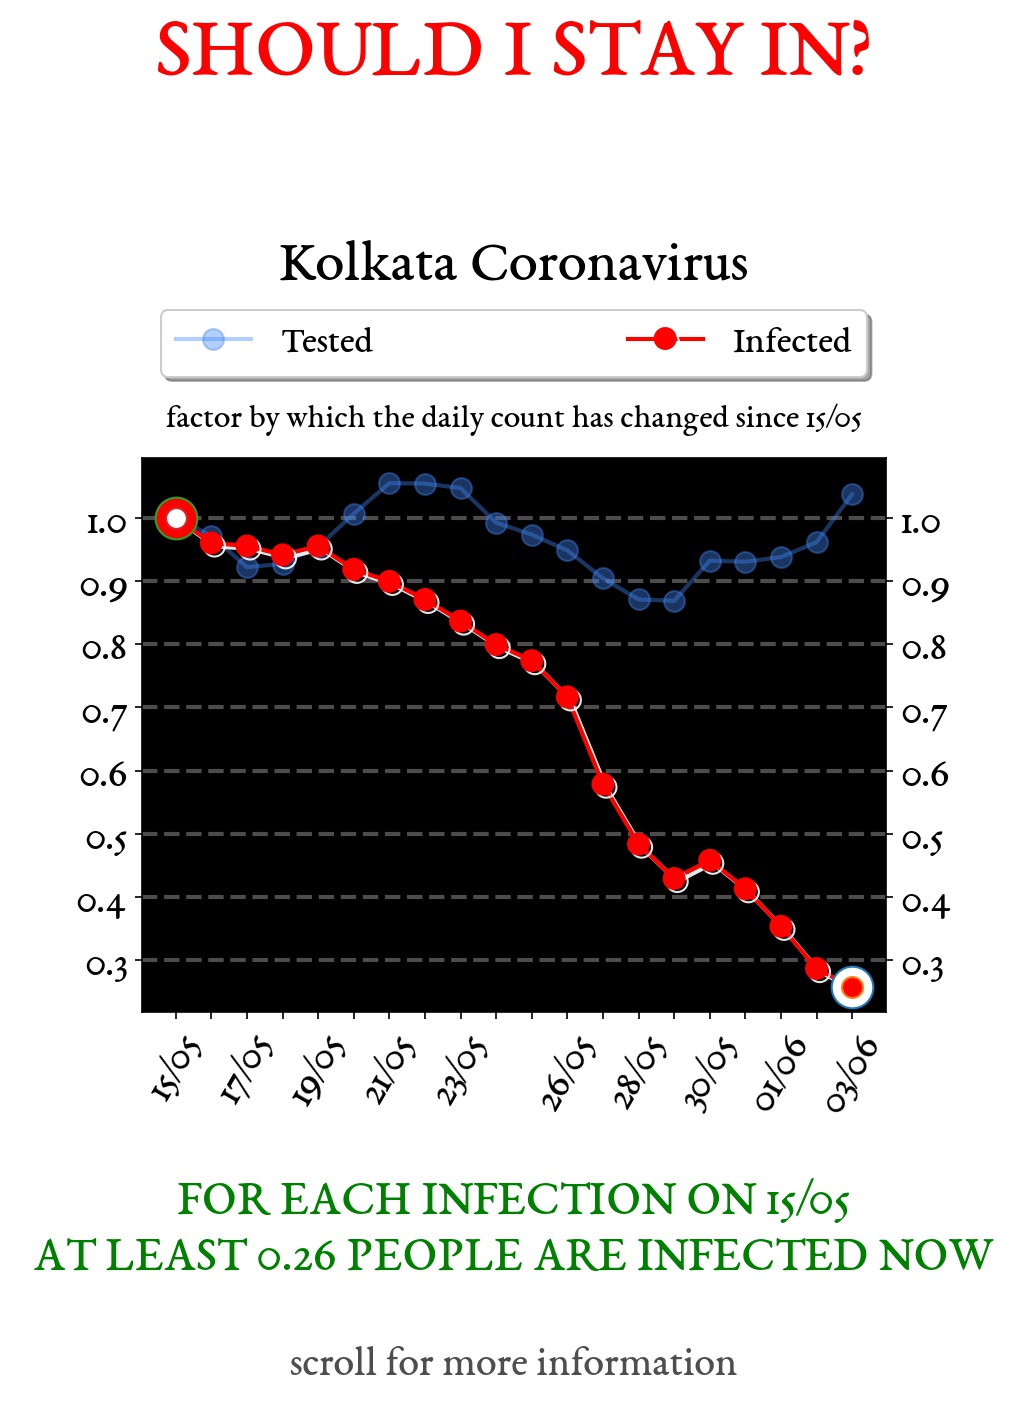 SHOULD I STAY IN?
Kolkata Coronavirus
Tested Infected
factor by which the daily count has changed since 15/05
1.0 1.0
0.9 0.9
0.8 0.8
0.7 0.7
0.6 0.6
0.5 0.5
0.4 0.4
0.3 0.3
15/05 17/05 19/05 21/05 23/05 26/05 28/05 30/05 01/06 03/06
FOR EACH INFECTION ON 15/05
AT LEAST 0.26 PEOPLE ARE INFECTED NOW
scroll for more information